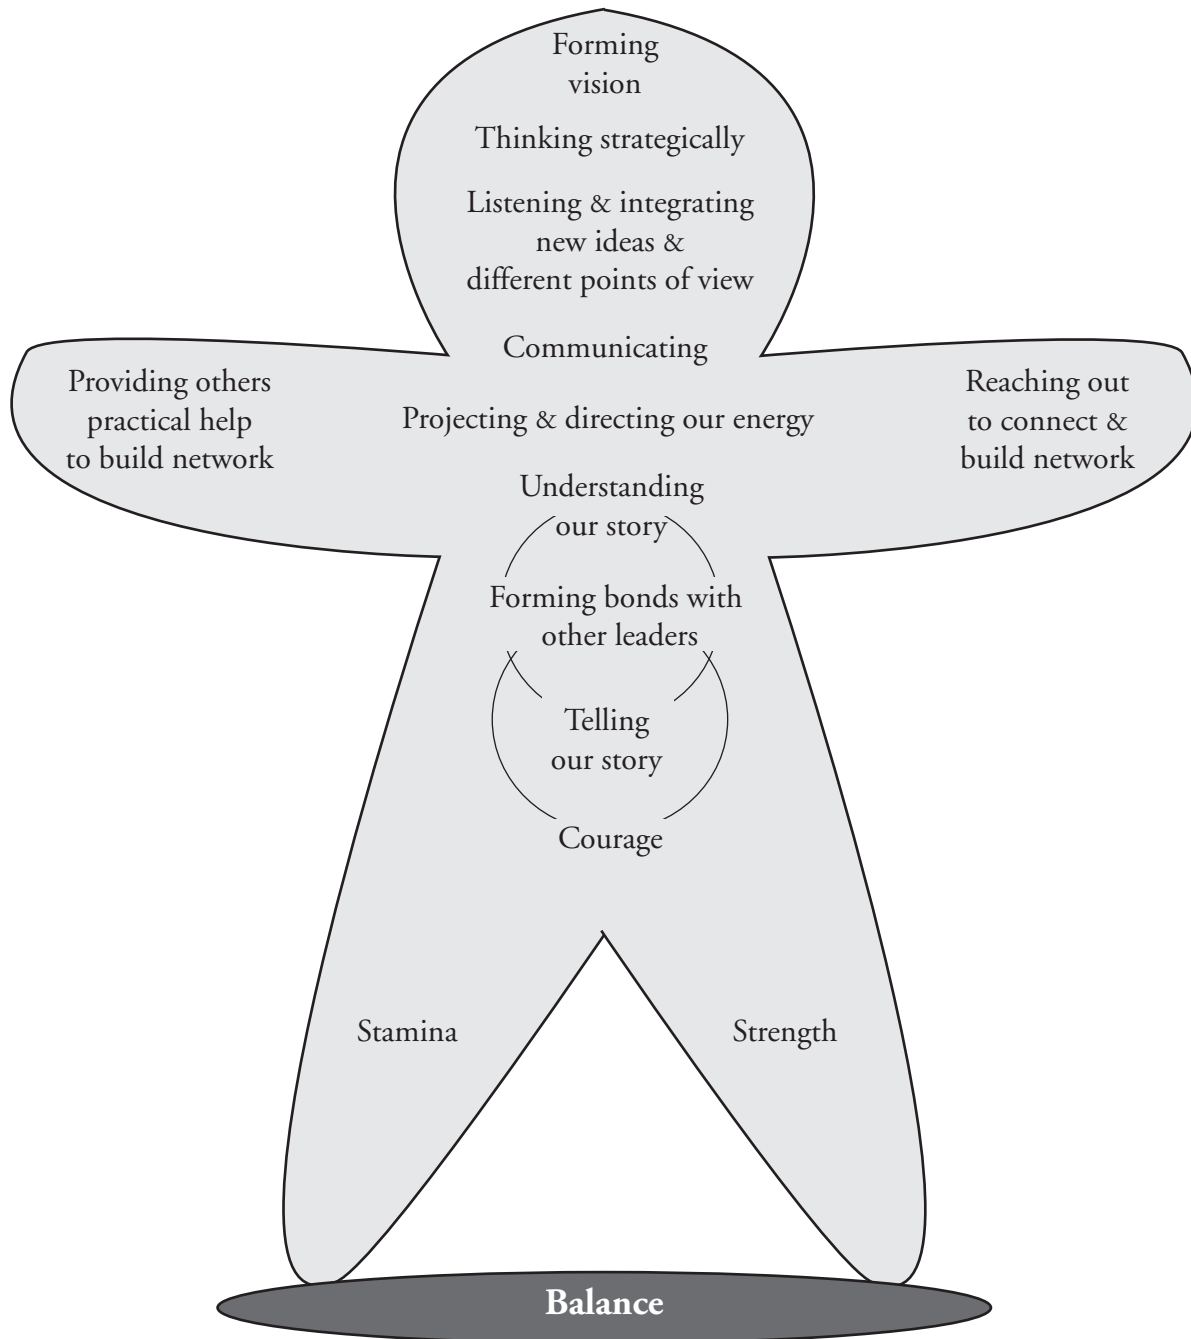 Forming
vision
Thinking strategically
Listening & integrating
new ideas &
different points of view
Communicating
Providing others
practical help
to build network
Projecting & directing our energy
Reaching out
to connect &
build network
Understanding
our story
Forming bonds with
other leaders
Telling
our story
Courage
Stamina
Strength
Balance